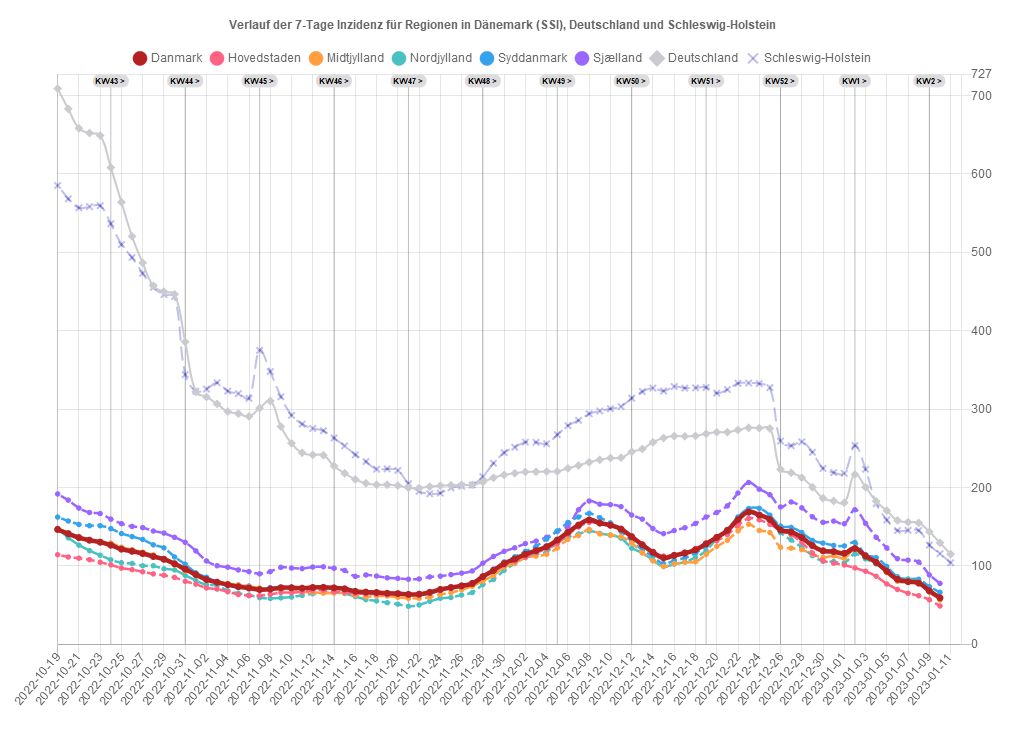 Verlauf der 7-Tage Inzidenz für Regionen in Dänemark (SSI), Deutschland und Schleswig-Holstein
Danmark Hovedstaden Midtjylland Nordjylland Syddanmark Sjælland Deutschland Schleswig-Holstein
KW43 > KW44 > KW45 > KW46 > KW47 > KW48 > KW49 > KW50 > KW51 > KW52 > KW1 > KW2 >
727
700
600
500
400
300
200
100
0
2022-10-19 2022-10-21 2022-10-23 2022-10-25 2022-10-27 2022-10-29 2022-10-31 2022-11-02 2022-11-04 2022-11-06 2022-11-08 2022-11-10 2022-11-12 2022-11-14 2022-11-16 2022-11-18 2022-11-20 2022-11-22 2022-11-24 2022-11-26 2022-11-28 2022-11-30 2022-12-02 2022-12-04 2022-12-06 2022-12-08 2022-12-10 2022-12-12 2022-12-14 2022-12-16 2022-12-18 2022-12-20 2022-12-22 2022-12-24 2022-12-26 2022-12-28 2022-12-30 2023-01-01 2023-01-03 2023-01-05 2023-01-07 2023-01-09 2023-01-11